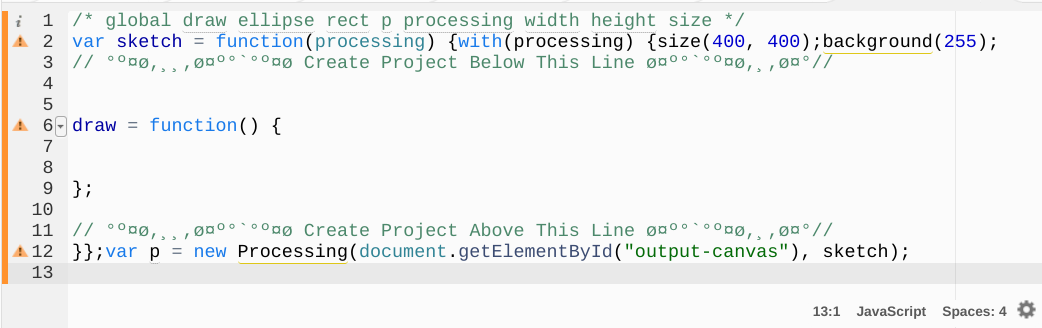 i 1 /* global draw ellipse rect p processing width height size */
2 var sketch = function(processing) {with(processing) {size(400, 400);background(255);
3 // °º¤ø,¸¸,ø¤º°`°º¤ø Create Project Below This Line ø¤º°`°º¤ø,¸,ø¤°//
4
5
6 draw = function() {
7
8
9 };
10
11 // °º¤ø,¸¸,ø¤º°`°º¤ø Create Project Above This Line ø¤º°`°º¤ø,¸,ø¤°//
12 }};var p = new Processing(document.getElementById("output-canvas"), sketch);
13
13:1 JavaScript Spaces: 4